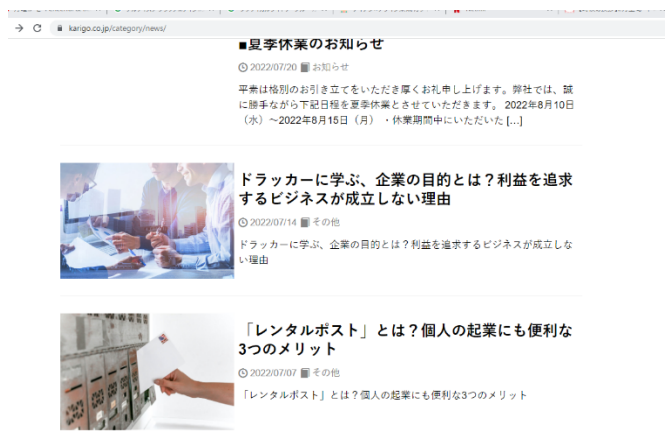 karigo.co.jp/category/news/
■夏季休業のお知らせ
2022/07/20 お知らせ
平素は格別のお引き立てをいただき厚くお礼申し上げます。弊社では、誠
に勝手ながら下記日程を夏季休業とさせていただきます。 2022年8月10日
（水）～2022年8月15日（月） ・休業期間中にいただいた [...]
ドラッカーに学ぶ、企業の目的とは？利益を追求
するビジネスが成立しない理由
2022/07/14 その他
ドラッカーに学ぶ、企業の目的とは？利益を追求するビジネスが成立しな
い理由
「レンタルポスト」とは？個人の起業にも便利な
3つのメリット
2022/07/07 その他
「レンタルポスト」とは？個人の起業にも便利な3つのメリット